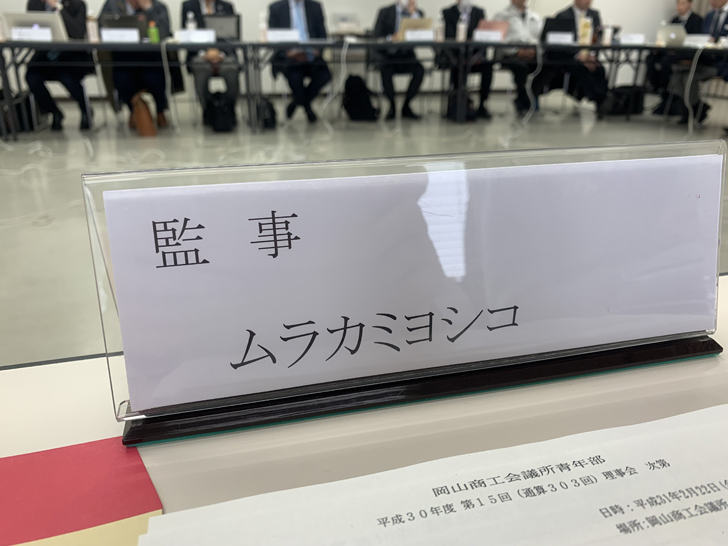 監 事
ムラカミヨシコ
岡山商工会議所青年部
平成30年度 第15回(通算303回)理事会 次第
日時:平成31年2月22日(
場所:岡山商工会議所